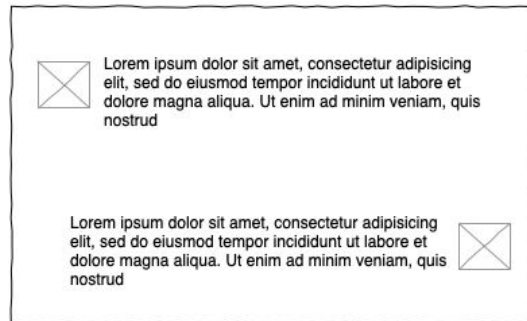 Lorem ipsum dolor sit amet, consectetur adipisicing
elit, sed do eiusmod tempor incididunt ut labore et
dolore magna aliqua. Ut enim ad minim veniam, quis
nostrud
Lorem ipsum dolor sit amet, consectetur adipisicing
elit, sed do eiusmod tempor incididunt ut labore et
dolore magna aliqua. Ut enim ad minim veniam, quis
nostrud